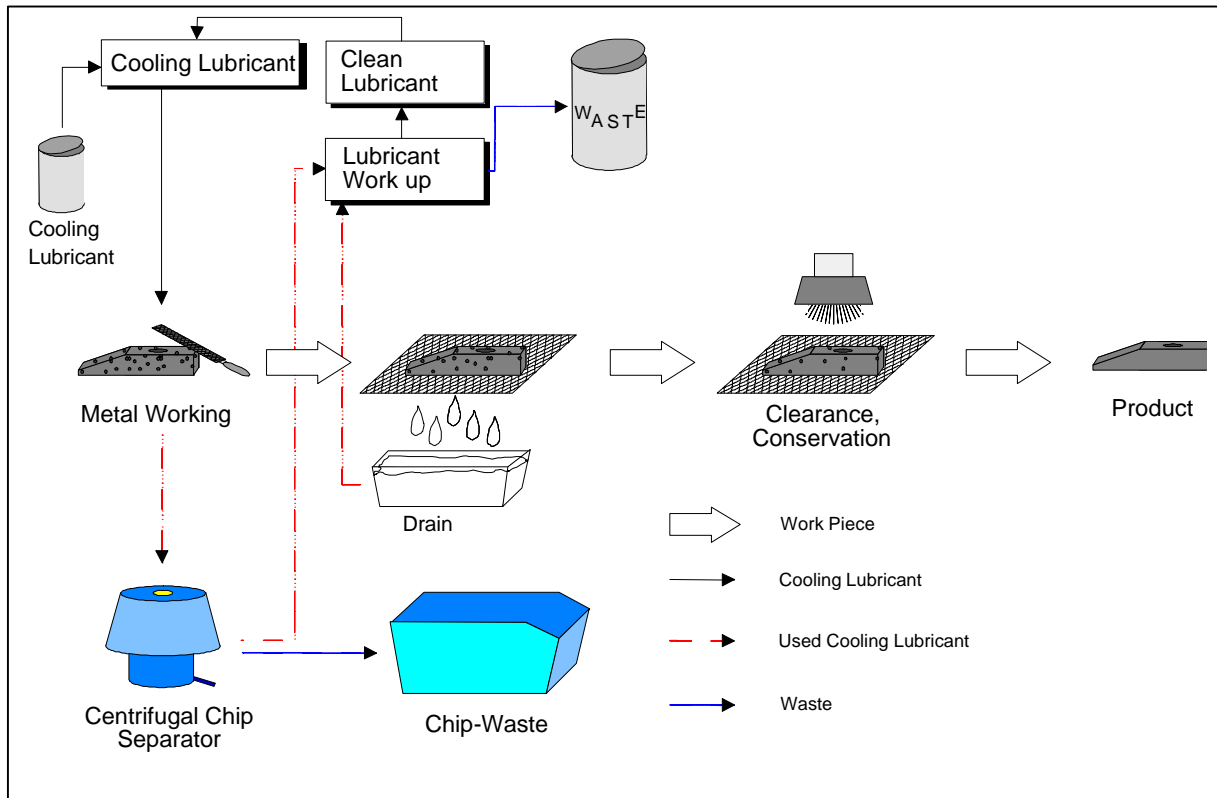 Cooling Lubricant
Clean
Lubricant
WASTE
Lubricant
Work up
Cooling
Lubricant
Metal Working
Clearance,
Conservation
Product
Drain
Work Piece
Cooling Lubricant
Used Cooling Lubricant
Waste
Centrifugal Chip
Separator
Chip-Waste